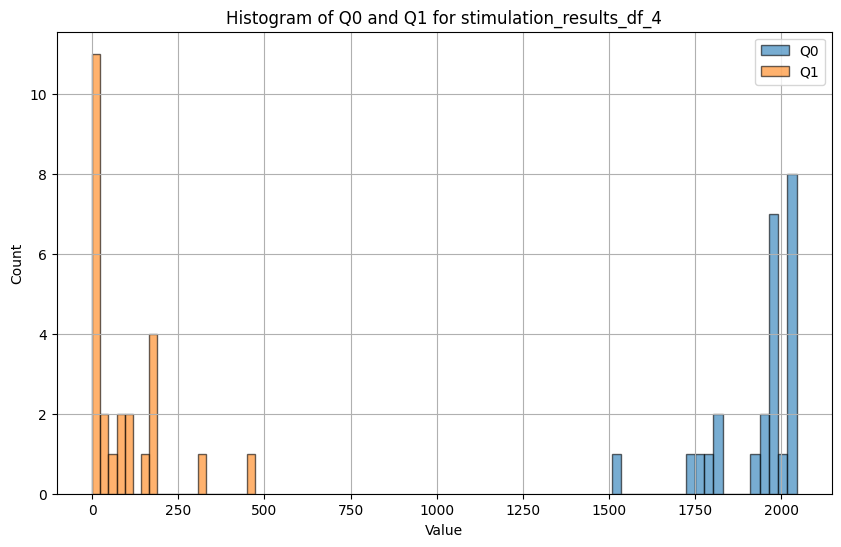 Histogram of Q0 and Q1 for stimulation_results_df_4
Q0
Q1
10
8
6
4
2
0
Count
0 250 500 750 1000 1250 1500 1750 2000
Value